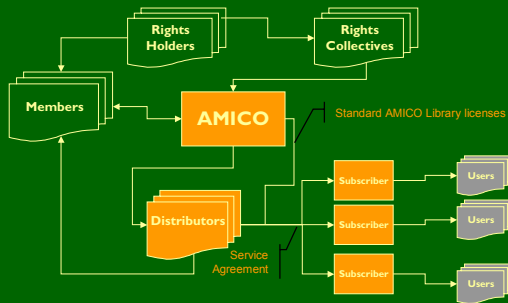 Rights
Holders
Rights
Collectives
Members
AMICO
Standard AMICO Library licenses
Subscriber
Users
Distributors
Subscriber
Users
Service
Agreement
Subscriber
Users